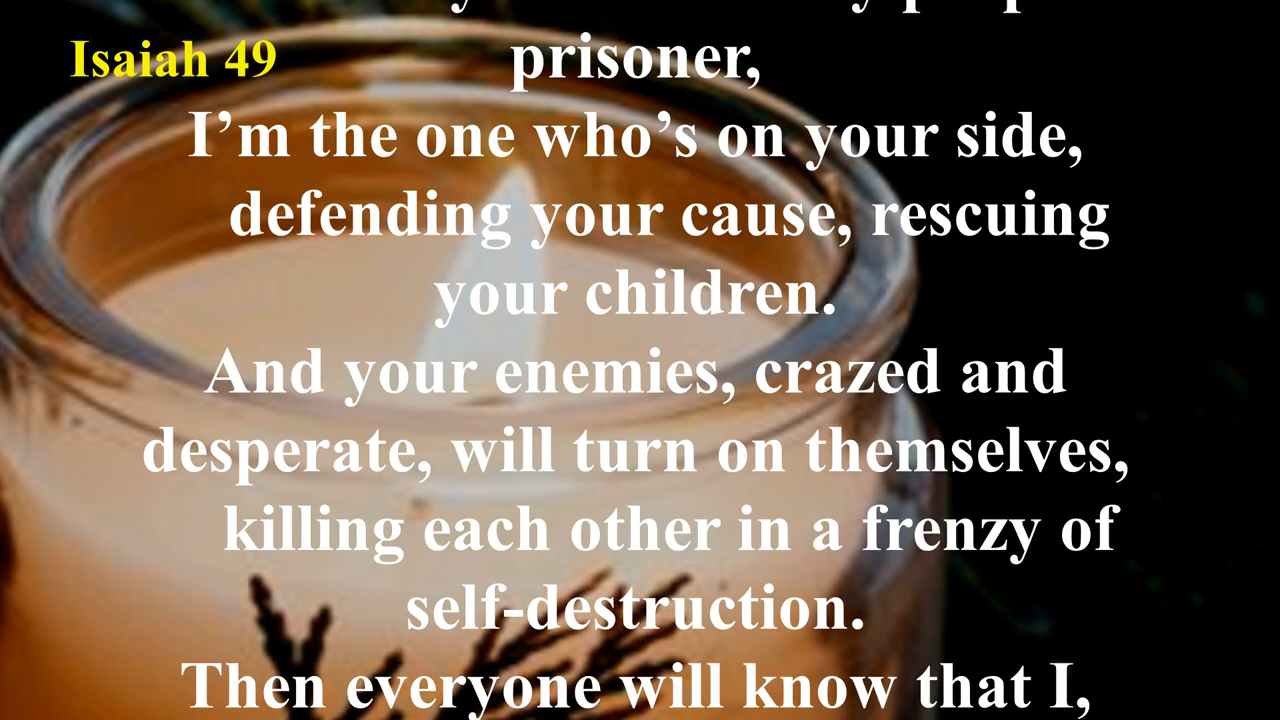 Isaiah 49
prisoner,
I’m the one who’s on your side,
defending your cause, rescuing
your children.
And your enemies, crazed and
desperate, will turn on themselves,
killing each other in a frenzy of
self-destruction.
Then everyone will know that I,